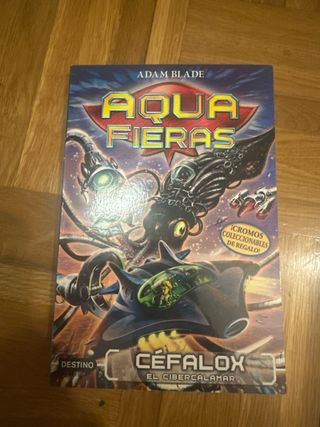 ADAM BLADE
AQUA
FIERAS
¡CROMOS
COLECCIONABLES
DE REGALO!
CÉFALOX
EL CIBERCALAMAR
DESTINO